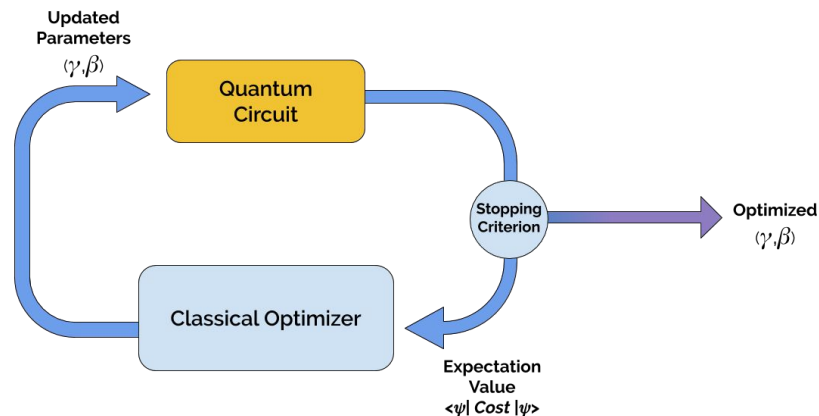 Updated
Parameters
(γ,β)
Quantum
Circuit
Stopping
Criterion
Optimized
(γ,β)
Classical Optimizer
Expectation
Value
<ψ| Cost |ψ>